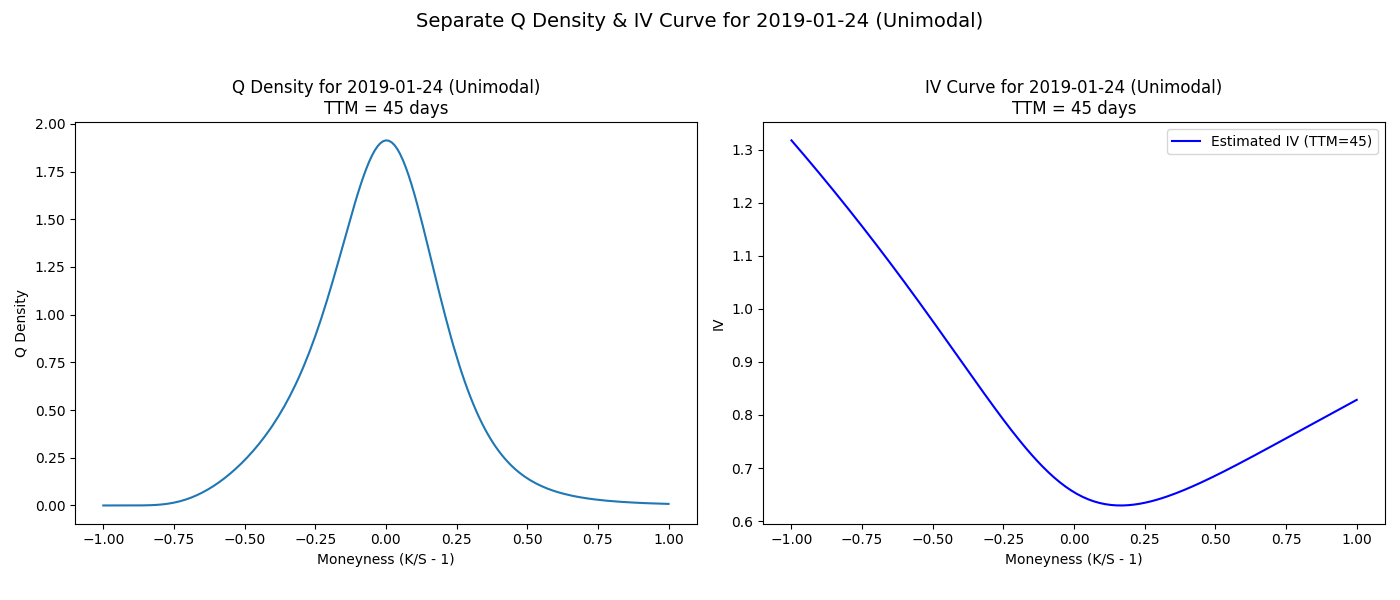 Separate Q Density & IV Curve for 2019-01-24 (Unimodal)
Q Density for 2019-01-24 (Unimodal)
TTM = 45 days
2.00
1.75
1.50
1.25
1.00
0.75
0.50
0.25
0.00
Q Density
−1.00 −0.75 −0.50 −0.25 0.00 0.25 0.50 0.75 1.00
Moneyness (K/S - 1)
IV Curve for 2019-01-24 (Unimodal)
TTM = 45 days
Estimated IV (TTM=45)
1.3
1.2
1.1
1.0
0.9
0.8
0.7
0.6
IV
−1.00 −0.75 −0.50 −0.25 0.00 0.25 0.50 0.75 1.00
Moneyness (K/S - 1)